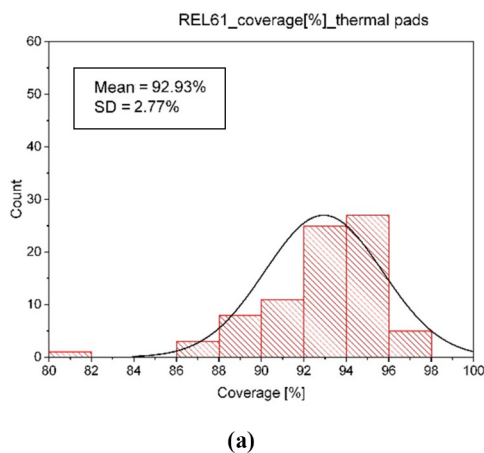 REL61_coverage[%]_thermal pads
Mean = 92.93%
SD = 2.77%
Count
60
50
40
30
20
10
0
80 82 84 86 88 90 92 94 96 98 100
Coverage [%]
(a)